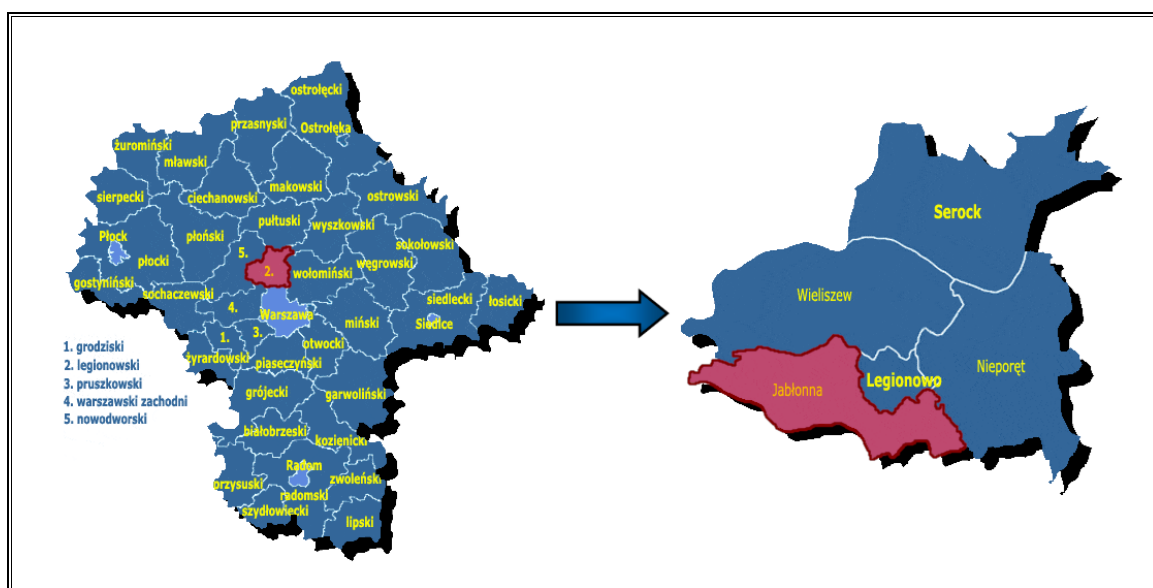 ostrołęcki
przasnyski
Ostrołęka
żuromiński
mławski
sierpecki
ciechanowski
makowski
ostrowski
pułtuski
wyszkowski
Płock
płoński
sokołowski
płocki
5.
węgrowski
2.
wołomiński
gostyniński
sochaczewski
siedlecki
łosicki
4.
Warszawa
miński
Siedlce
3.
1.
otwocki
żyrardowski
piaseczyński
1. grodziski
2. legionowski
3. pruszkowski
4. warszawski zachodni
5. nowodworski
grójecki
garwoliński
białobrzeski
kozienicki
Radom
orzysuski
zwoleński
radomski
szydłowiecki
lipski
Serock
Wieliszew
Nieporęt
Jabłonna
Legionowo